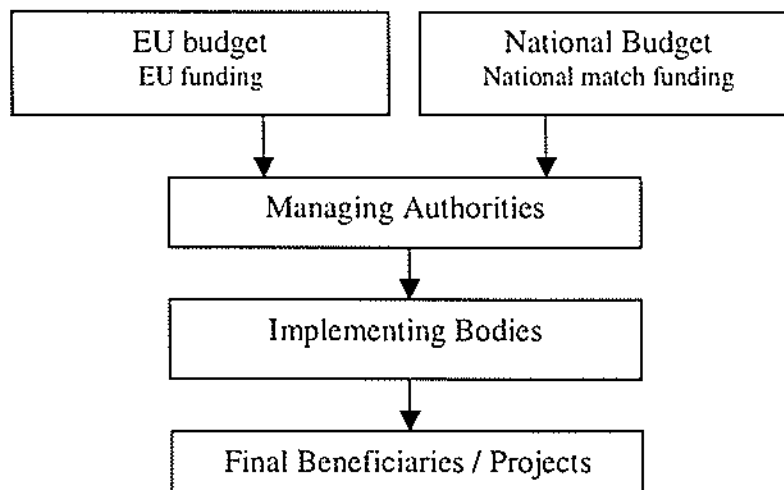 EU budget
EU funding
National Budget
National match funding
Managing Authorities
Implementing Bodies
Final Beneficiaries / Projects